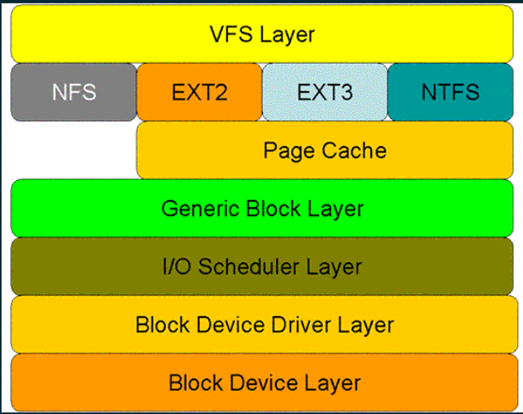 VFS Layer
NFS EXT2 EXT3 NTFS
Page Cache
Generic Block Layer
I/O Scheduler Layer
Block Device Driver Layer
Block Device Layer